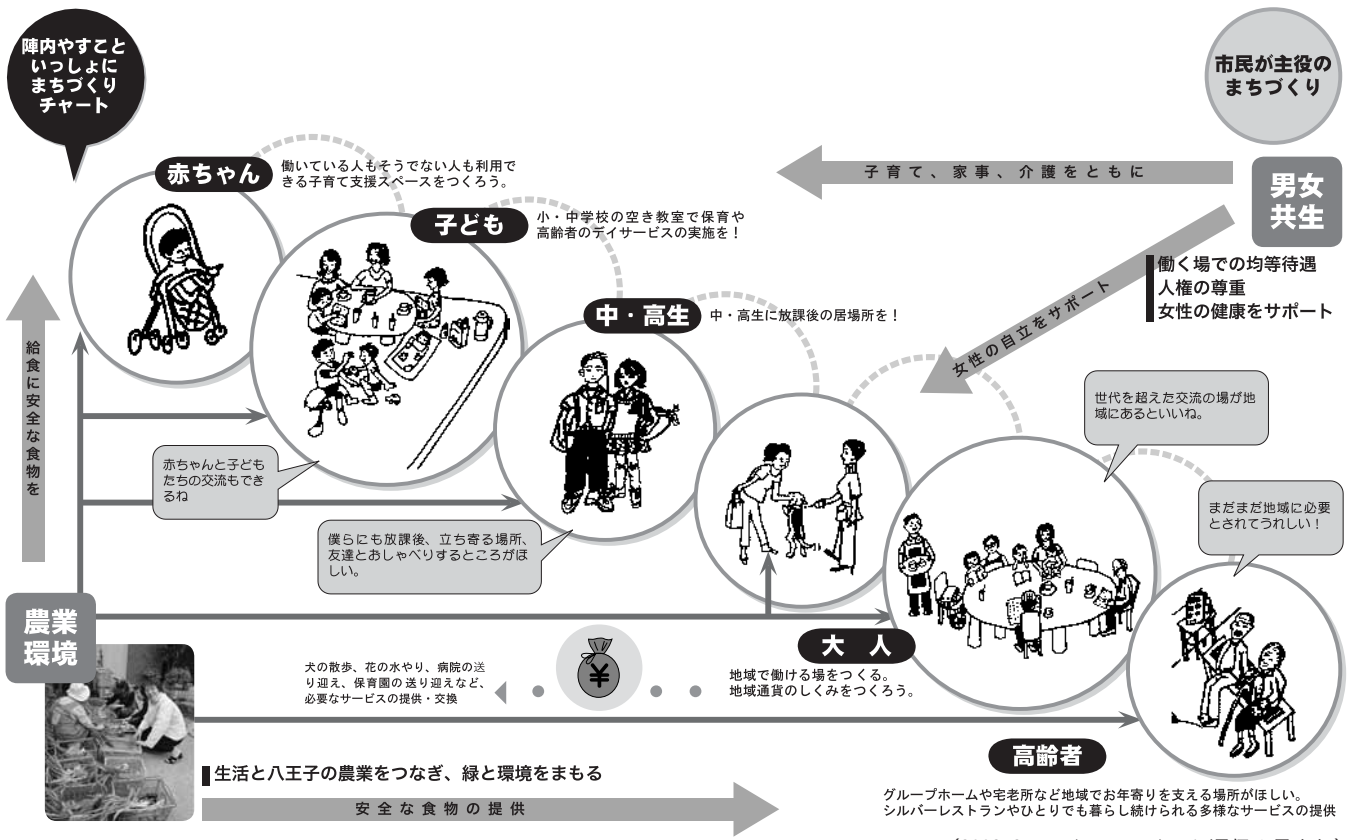 陣内やすこと
いっしょに
まちづくり
チャート
市民が主役の
まちづくり
赤ちゃん
働いている人もそうでない人も利用で
きる子育て支援スペースをつくろう。
子育て、家事、介護をともに
男女
共生
子ども
小・中学校の空き教室で保育や
高齢者のデイサービスの実施を！
働く場での均等待遇
人権の尊重
女性の健康をサポート
女性の自立をサポート
中・高生
中・高生に放課後の居場所を！
給食に安全な食物を
世代を超えた交流の場が地
域にあるといいね。
赤ちゃんと子ども
たちの交流もでき
るね
まだまだ地域に必要
とされてうれしい！
僕らにも放課後、立ち寄る場所、
友達とおしゃべりするところがほ
しい。
農業
環境
大人
地域で働ける場をつくる。
地域通貨のしくみをつくろう。
¥
犬の散歩、花の水やり、病院の送
り迎え、保育園の送り迎えなど、
必要なサービスの提供・交換
高齢者
グループホームや宅老所など地域でお年寄りを支える場所がほしい。
シルバーレストランやひとりでも暮らし続けられる多様なサービスの提供
生活と八王子の農業をつなぎ、緑と環境をまもる
安全な食物の提供